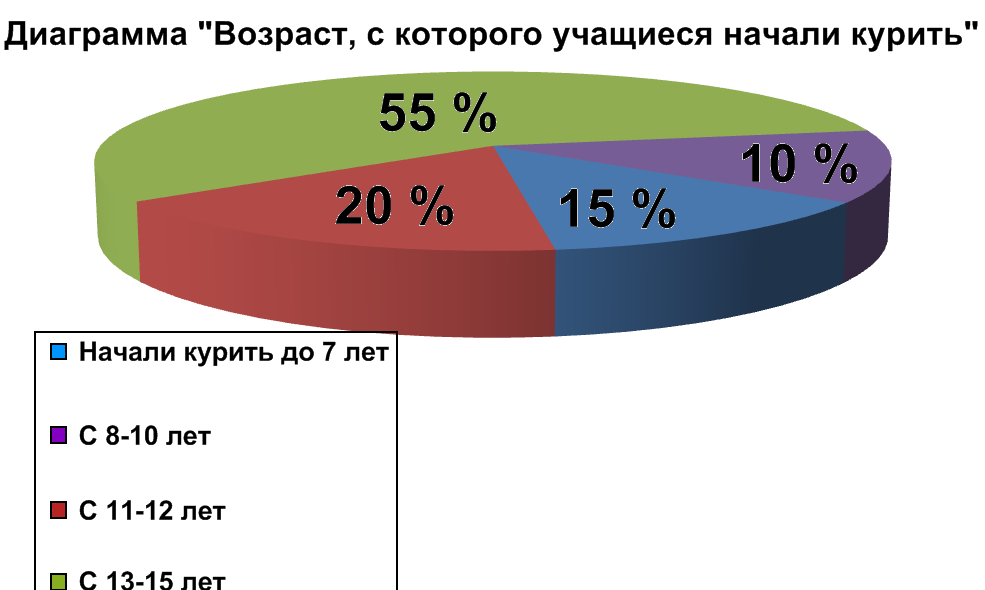 Диаграмма "Возраст, с которого учащиеся начали курить"
55 %
10 %
20 %
15 %
Начали курить до 7 лет
С 8-10 лет
С 11-12 лет
С 13-15 лет